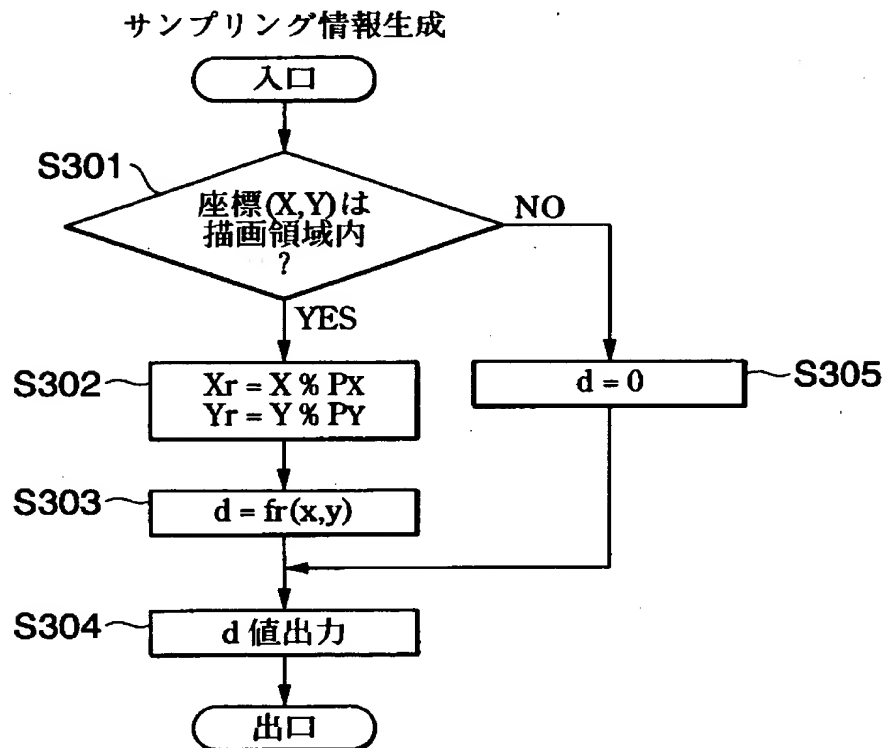 サンプリング情報生成
入口
S301
座標(X,Y)は
描画領域内
?
NO
YES
S302
Xr = X % PX
Yr = Y % PY
d = 0
S305
S303
d = fr(x,y)
S304
d 値出力
出口